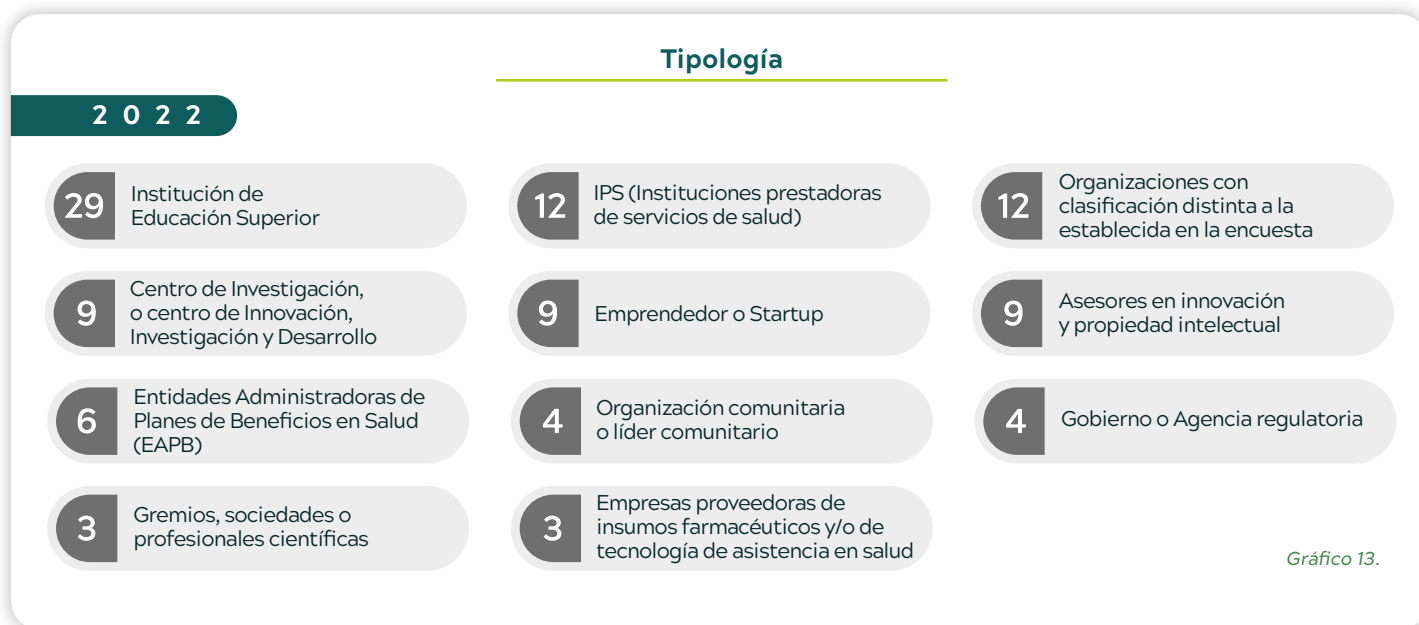 Tipología
2 0 2 2
29
Institución de
Educación Superior
12
IPS (Instituciones prestadoras
de servicios de salud)
12
Organizaciones con
clasificación distinta a la
establecida en la encuesta
9
Centro de Investigación,
o centro de Innovación,
Investigación y Desarrollo
9
Emprendedor o Startup
9
Asesores en innovación
y propiedad intelectual
6
Entidades Administradoras de
Planes de Beneficios en Salud
(EAPB)
4
Organización comunitaria
o líder comunitario
4
Gobierno o Agencia regulatoria
3
Gremios, sociedades o
profesionales científicas
3
Empresas proveedoras de
insumos farmacéuticos y/o de
tecnología de asistencia en salud
Gráfico 13.